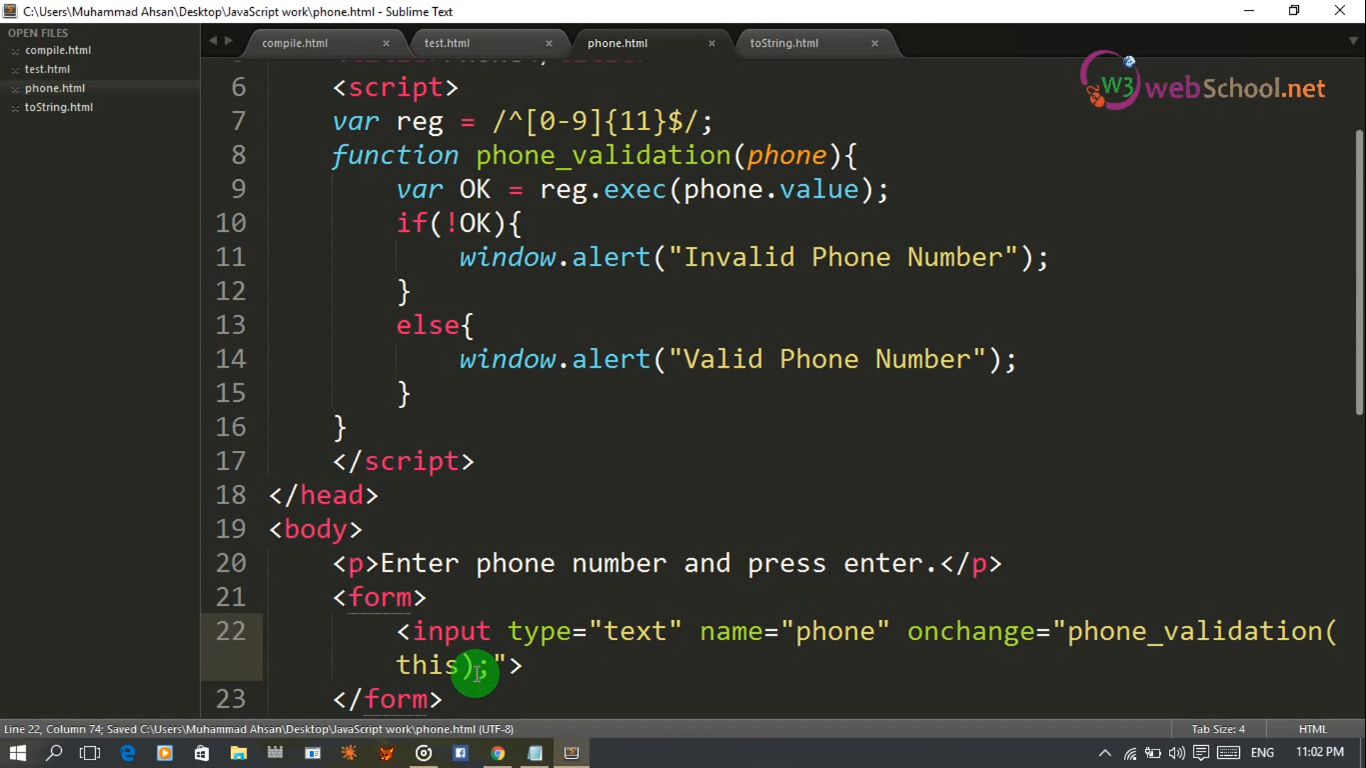 C:\Users\Muhammad Ahsan\Desktop\JavaScript work\phone.html - Sublime Text
OPEN FILES
compile.html
test.html
phone.html
toString.html
compile.html
test.html
phone.html
toString.html
W3 webSchool.net
6 <script>
7 var reg = /^[0-9]{11}$/;
8 function phone_validation(phone){
9 var OK = reg.exec(phone.value);
10 if(!OK){
11 window.alert("Invalid Phone Number");
12 }
13 else{
14 window.alert("Valid Phone Number");
15 }
16 }
17 </script>
18 </head>
19 <body>
20 <p>Enter phone number and press enter.</p>
21 <form>
22 <input type="text" name="phone" onchange="phone_validation(
this);">
23 </form>
Line 22, Column 74; Saved C:\Users\Muhammad Ahsan\Desktop\JavaScript work\phone.html (UTF-8)
Tab Size: 4
HTML
ENG
11:02 PM